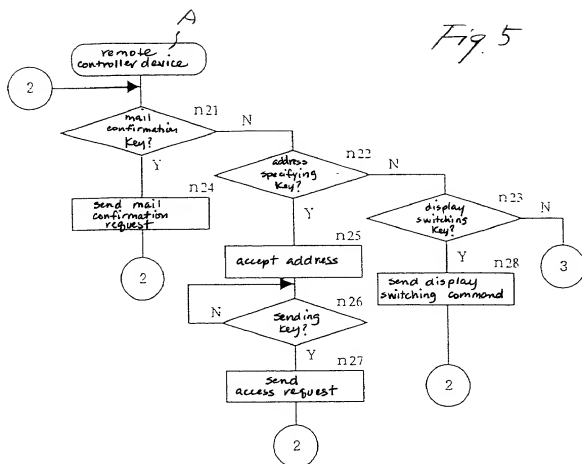 A
Fig. 5
remote
controller device
2
mail
confirmation
key?
n21
N
Y
address
specifying
key?
n22
N
Y
display
switching
key?
n23
N
Y
send mail
confirmation
request
n24
2
accept address
n25
sending
key?
n26
N
Y
send
access request
n27
2
send display
switching command
n28
2
3